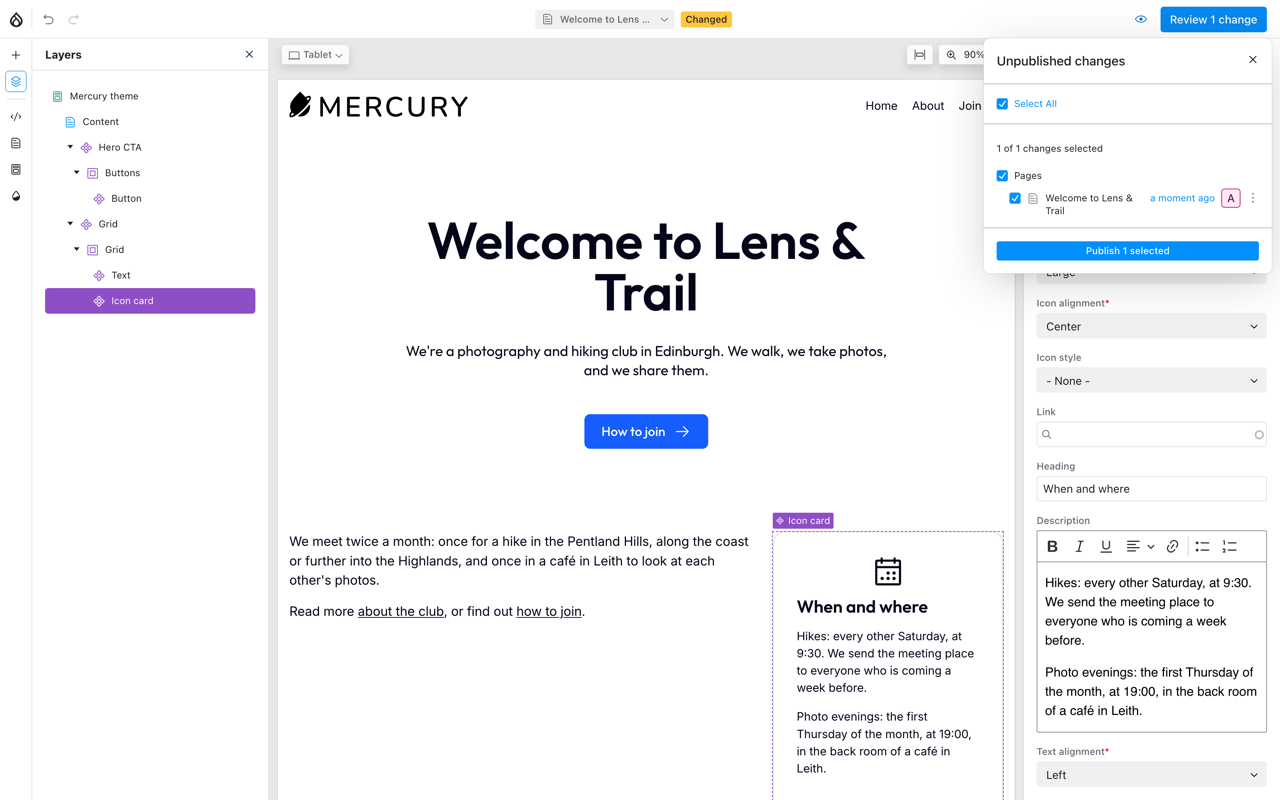 Welcome to Lens ...
Changed
Review 1 change
Layers
Mercury theme
Content
Hero CTA
Buttons
Button
Grid
Grid
Text
Icon card
Tablet
90%
MERCURY
Home
About
Join
Welcome to Lens &
Trail
We're a photography and hiking club in Edinburgh. We walk, we take photos,
and we share them.
How to join
We meet twice a month: once for a hike in the Pentland Hills, along the coast
or further into the Highlands, and once in a café in Leith to look at each
other's photos.
Read more about the club, or find out how to join.
Icon card
When and where
Hikes: every other Saturday, at
9:30. We send the meeting place
to everyone who is coming a
week before.
Photo evenings: the first
Thursday of the month, at 19:00,
in the back room of a café in
Leith.
Unpublished changes
Select All
1 of 1 changes selected
Pages
Welcome to Lens &
Trail
a moment ago
A
Publish 1 selected
Large
Icon alignment*
Center
Icon style
- None -
Link
Heading
When and where
Description
B I U
Hikes: every other Saturday, at 9:30.
We send the meeting place to
everyone who is coming a week
before.
Photo evenings: the first Thursday of
the month, at 19:00, in the back room
of a café in Leith.
Text alignment*
Left